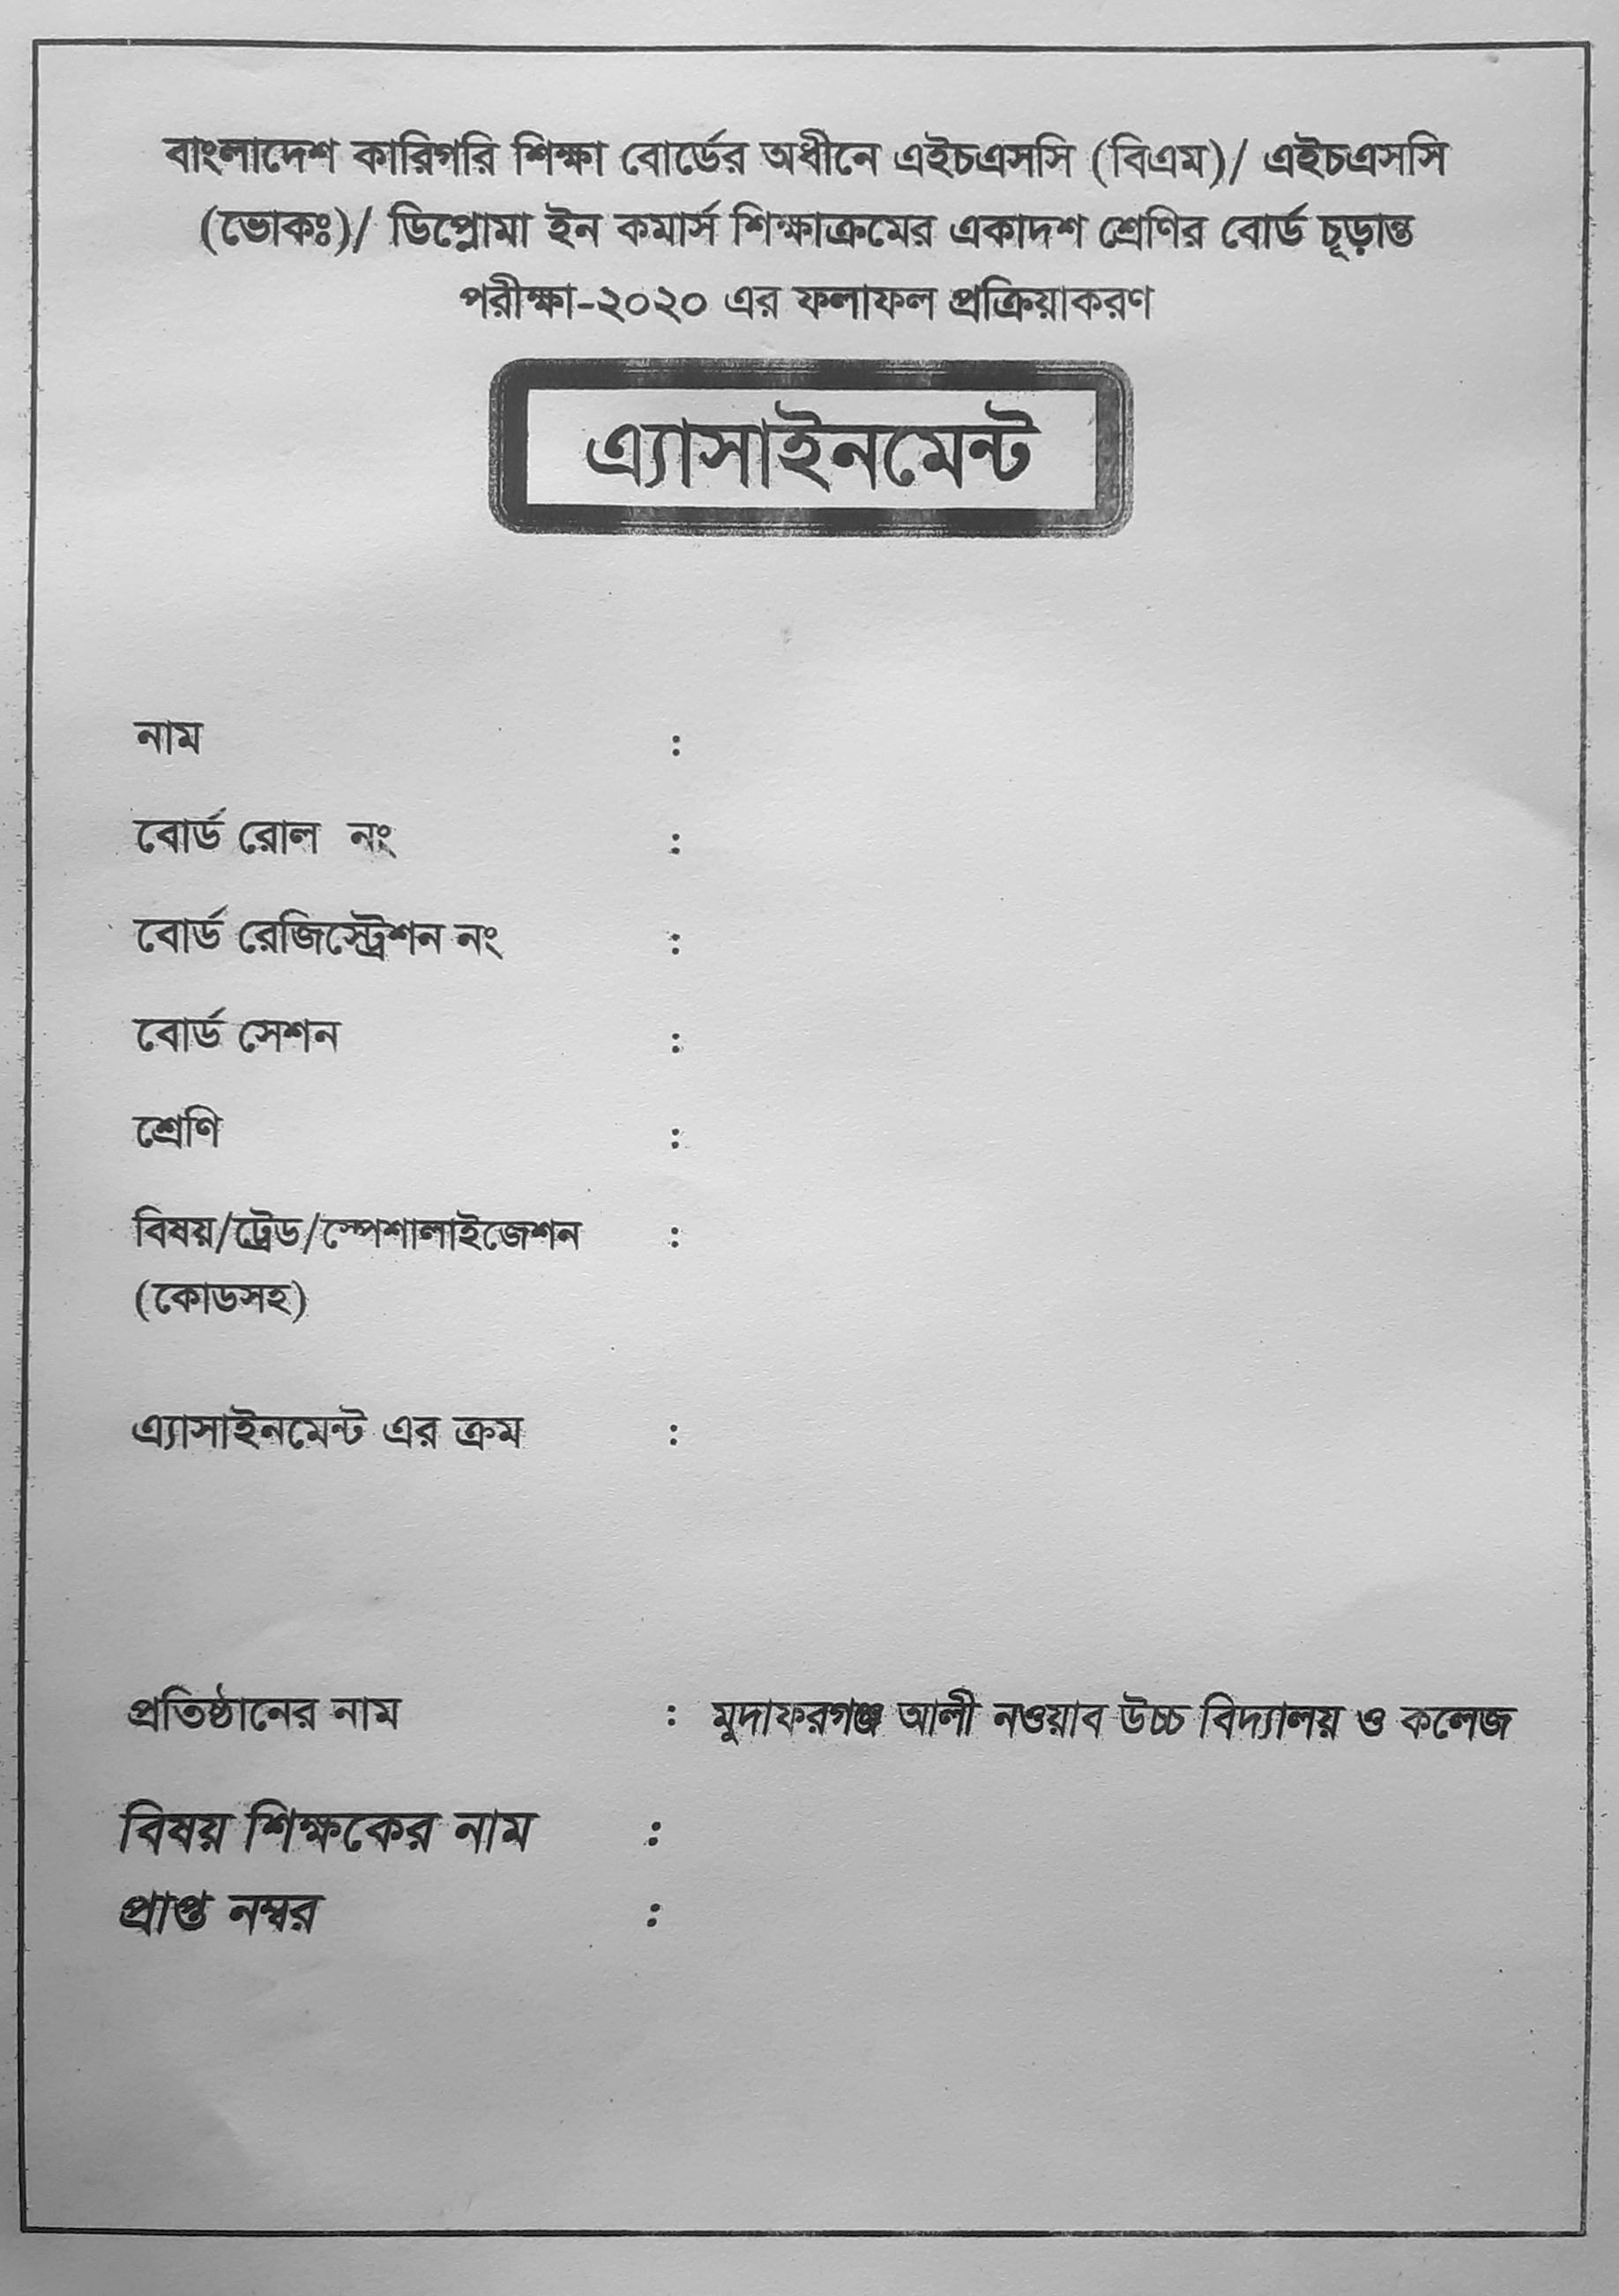 বাংলাদেশ কারিগরি শিক্ষা বোর্ডের অধীনে এইচএসসি (বিএম)/ এইচএসসি
(ভোকঃ)/ ডিপ্লোমা ইন কমার্স শিক্ষাক্রমের একাদশ শ্রেণির বোর্ড চূড়ান্ত
পরীক্ষা-২০২০ এর ফলাফল প্রক্রিয়াকরণ
এ্যাসাইনমেন্ট
নাম :
বোর্ড রোল নং :
বোর্ড রেজিস্ট্রেশন নং :
বোর্ড সেশন :
শ্রেণি :
বিষয়/ট্রেড/স্পেশালাইজেশন :
(কোডসহ)
এ্যাসাইনমেন্ট এর ক্রম :
প্রতিষ্ঠানের নাম : মুদাফরগঞ্জ আলী নওয়াব উচ্চ বিদ্যালয় ও কলেজ
বিষয় শিক্ষকের নাম :
প্রাপ্ত নম্বর :